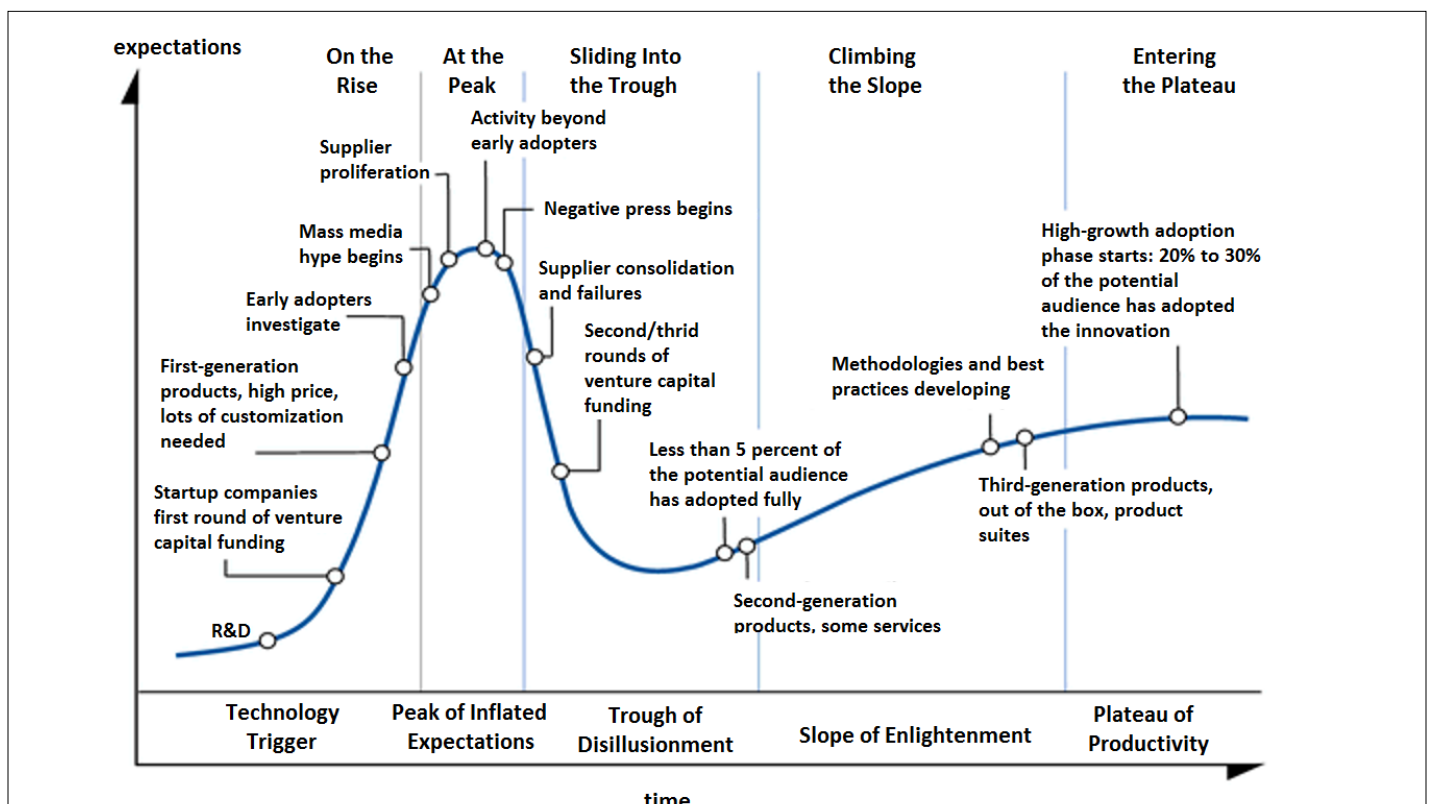 expectations
On the
Rise
At the
Peak
Sliding Into
the Trough
Climbing
the Slope
Entering
the Plateau
Activity beyond
early adopters
Supplier
proliferation
Negative press begins
Mass media
hype begins
Supplier consolidation
and failures
Early adopters
investigate
Second/thrid
rounds of
venture capital
funding
First-generation
products, high price,
lots of customization
needed
Startup companies
first round of venture
capital funding
R&D
Less than 5 percent of
the potential audience
has adopted fully
Second-generation
products, some services
Methodologies and best
practices developing
Third-generation products,
out of the box, product
suites
High-growth adoption
phase starts: 20% to 30%
of the potential
audience has adopted
the innovation
Technology
Trigger
Peak of Inflated
Expectations
Trough of
Disillusionment
Slope of Enlightenment
Plateau of
Productivity
time